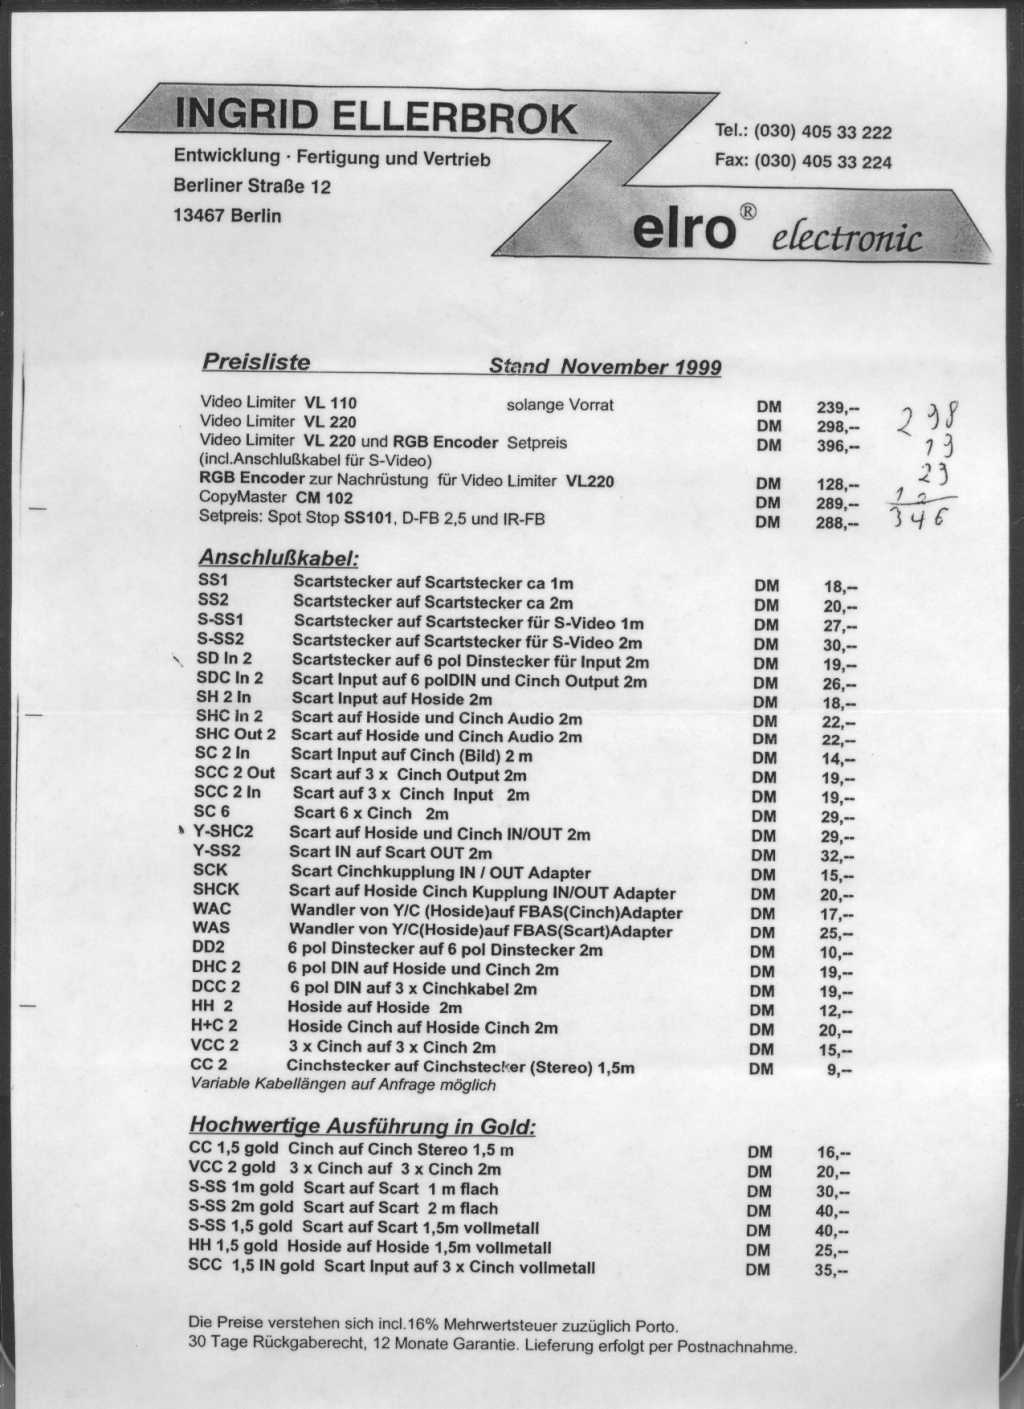 INGRID ELLERBROK
Entwicklung · Fertigung und Vertrieb
Berliner Straße 12
13467 Berlin
Tel.: (030) 405 33 222
Fax: (030) 405 33 224
elro® electronic
Preisliste Stand November 1999
Video Limiter VL 110 solange Vorrat DM 239,--
Video Limiter VL 220 DM 298,--
Video Limiter VL 220 und RGB Encoder Setpreis DM 396,--
(incl.Anschlußkabel für S-Video)
RGB Encoder zur Nachrüstung für Video Limiter VL220 DM 128,--
CopyMaster CM 102 DM 289,--
Setpreis: Spot Stop SS101, D-FB 2,5 und IR-FB DM 288,--
298
19
23
346
Anschlußkabel:
SS1 Scartstecker auf Scartstecker ca 1m DM 18,--
SS2 Scartstecker auf Scartstecker ca 2m DM 20,--
S-SS1 Scartstecker auf Scartstecker für S-Video 1m DM 27,--
S-SS2 Scartstecker auf Scartstecker für S-Video 2m DM 30,--
SD In 2 Scartstecker auf 6 pol Dinstecker für Input 2m DM 19,--
SDC In 2 Scart Input auf 6 polDIN und Cinch Output 2m DM 26,--
SH 2 In Scart Input auf Hoside 2m DM 18,--
SHC In 2 Scart auf Hoside und Cinch Audio 2m DM 22,--
SHC Out 2 Scart auf Hoside und Cinch Audio 2m DM 22,--
SC 2 In Scart Input auf Cinch (Bild) 2 m DM 14,--
SCC 2 Out Scart auf 3 x Cinch Output 2m DM 19,--
SCC 2 In Scart auf 3 x Cinch Input 2m DM 19,--
SC 6 Scart 6 x Cinch 2m DM 29,--
Y-SHC2 Scart auf Hoside und Cinch IN/OUT 2m DM 29,--
Y-SS2 Scart IN auf Scart OUT 2m DM 32,--
SCK Scart Cinchkupplung IN / OUT Adapter DM 15,--
SHCK Scart auf Hoside Cinch Kupplung IN/OUT Adapter DM 20,--
WAC Wandler von Y/C (Hoside)auf FBAS(Cinch)Adapter DM 17,--
WAS Wandler von Y/C(Hoside)auf FBAS(Scart)Adapter DM 25,--
DD2 6 pol Dinstecker auf 6 pol Dinstecker 2m DM 10,--
DHC 2 6 pol DIN auf Hoside und Cinch 2m DM 19,--
DCC 2 6 pol DIN auf 3 x Cinchkabel 2m DM 19,--
HH 2 Hoside auf Hoside 2m DM 12,--
H+C 2 Hoside Cinch auf Hoside Cinch 2m DM 20,--
VCC 2 3 x Cinch auf 3 x Cinch 2m DM 15,--
CC 2 Cinchstecker auf Cinchstecker (Stereo) 1,5m DM 9,--
Variable Kabellängen auf Anfrage möglich
Hochwertige Ausführung in Gold:
CC 1,5 gold Cinch auf Cinch Stereo 1,5 m DM 16,--
VCC 2 gold 3 x Cinch auf 3 x Cinch 2m DM 20,--
S-SS 1m gold Scart auf Scart 1 m flach DM 30,--
S-SS 2m gold Scart auf Scart 2 m flach DM 40,--
S-SS 1,5 gold Scart auf Scart 1,5m vollmetall DM 40,--
HH 1,5 gold Hoside auf Hoside 1,5m vollmetall DM 25,--
SCC 1,5 IN gold Scart Input auf 3 x Cinch vollmetall DM 35,--
Die Preise verstehen sich incl.16% Mehrwertsteuer zuzüglich Porto.
30 Tage Rückgaberecht, 12 Monate Garantie. Lieferung erfolgt per Postnachnahme.